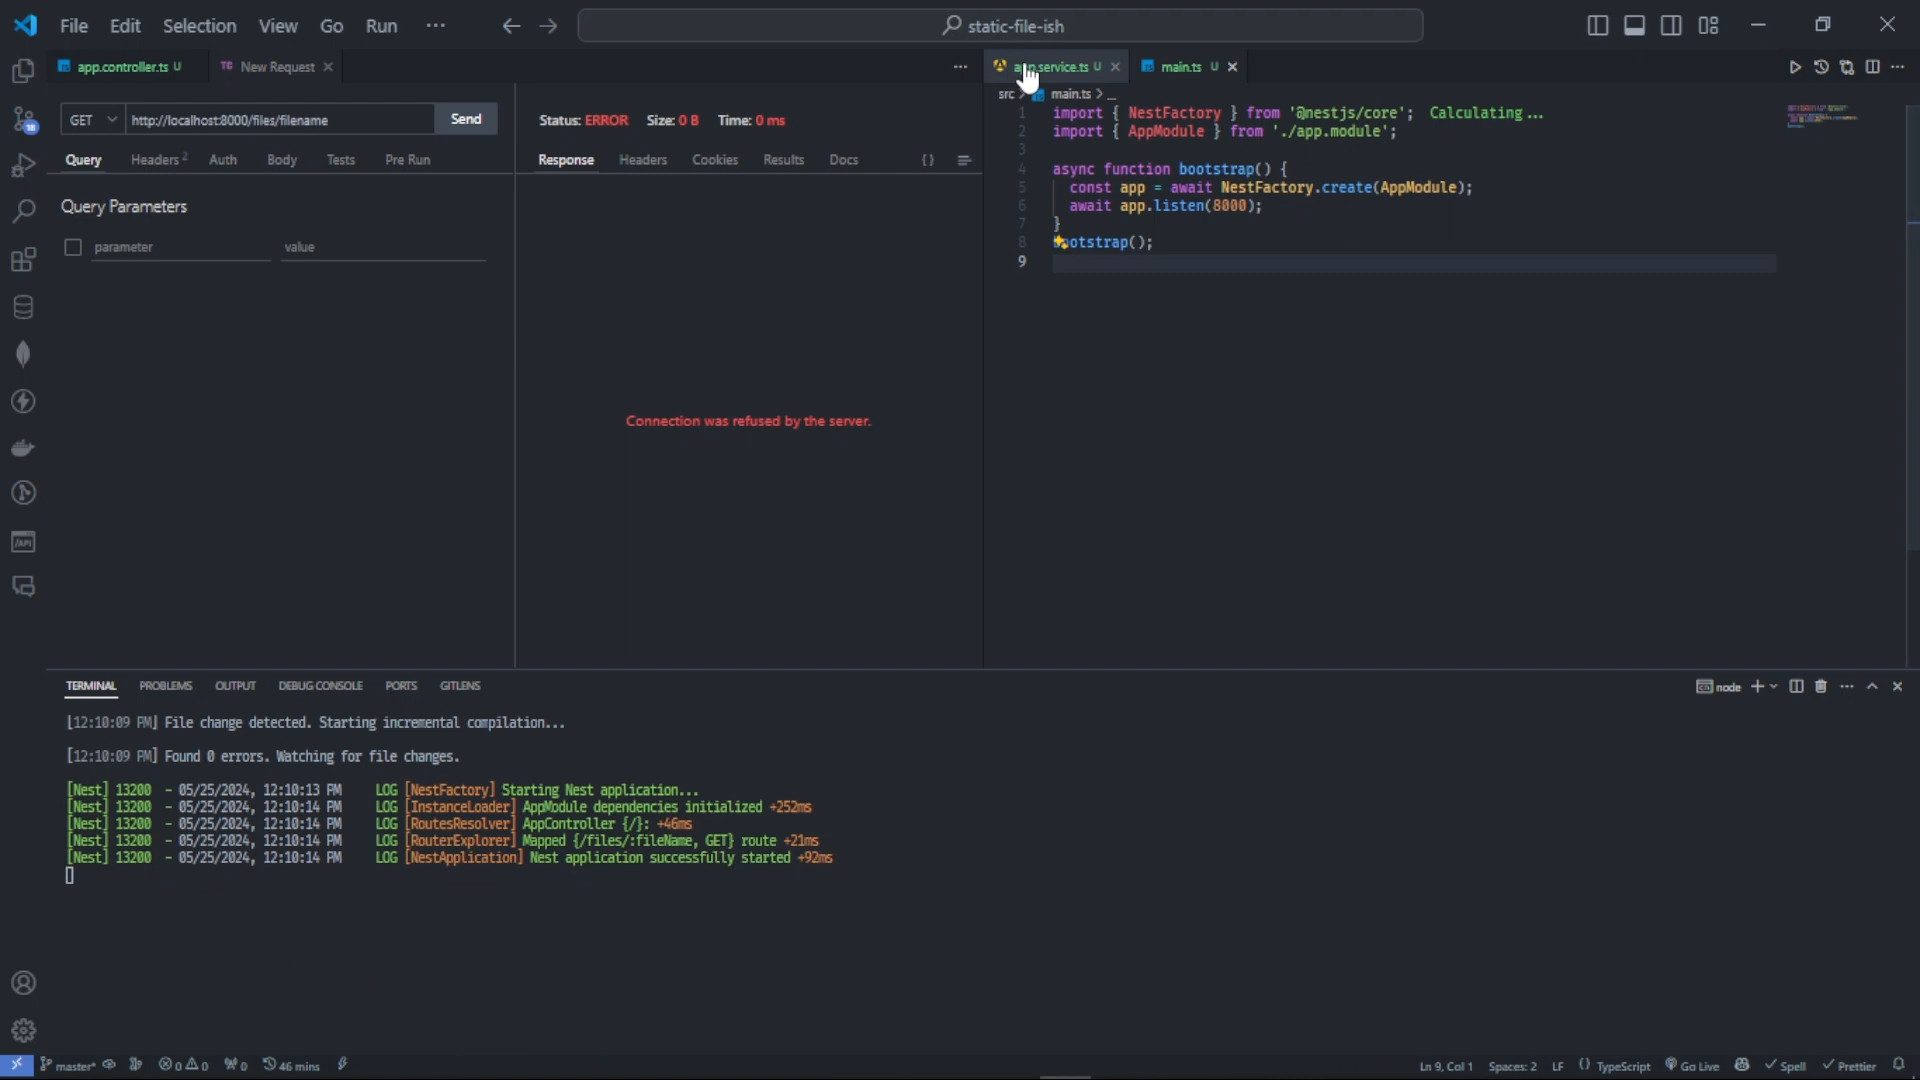 File Edit Selection View Go Run ...
static-file-ish
app.controller.ts U
TC New Request
GET http://localhost:8000/files/filename Send
Query Headers 2 Auth Body Tests Pre Run
Query Parameters
parameter value
Status: ERROR Size: 0 B Time: 0 ms
Response Headers Cookies Results Docs { }
Connection was refused by the server.
service.ts U
main.ts U
src > main.ts > ...
1 import { NestFactory } from '@nestjs/core'; Calculating...
2 import { AppModule } from './app.module';
3
4 async function bootstrap() {
5 const app = await NestFactory.create(AppModule);
6 await app.listen(8000);
7 }
8 bootstrap();
9
TERMINAL PROBLEMS OUTPUT DEBUG CONSOLE PORTS GITLENS
node
[12:10:09 PM] File change detected. Starting incremental compilation...
[12:10:09 PM] Found 0 errors. Watching for file changes.
[Nest] 13200 - 05/25/2024, 12:10:13 PM LOG [NestFactory] Starting Nest application...
[Nest] 13200 - 05/25/2024, 12:10:14 PM LOG [InstanceLoader] AppModule dependencies initialized +252ms
[Nest] 13200 - 05/25/2024, 12:10:14 PM LOG [RoutesResolver] AppController {/}: +46ms
[Nest] 13200 - 05/25/2024, 12:10:14 PM LOG [RouterExplorer] Mapped {/files/:fileName, GET} route +21ms
[Nest] 13200 - 05/25/2024, 12:10:14 PM LOG [NestApplication] Nest application successfully started +92ms
master* 0 0 0 46 mins Ln 9, Col 1 Spaces: 2 LF { } TypeScript Go Live Spell Prettier